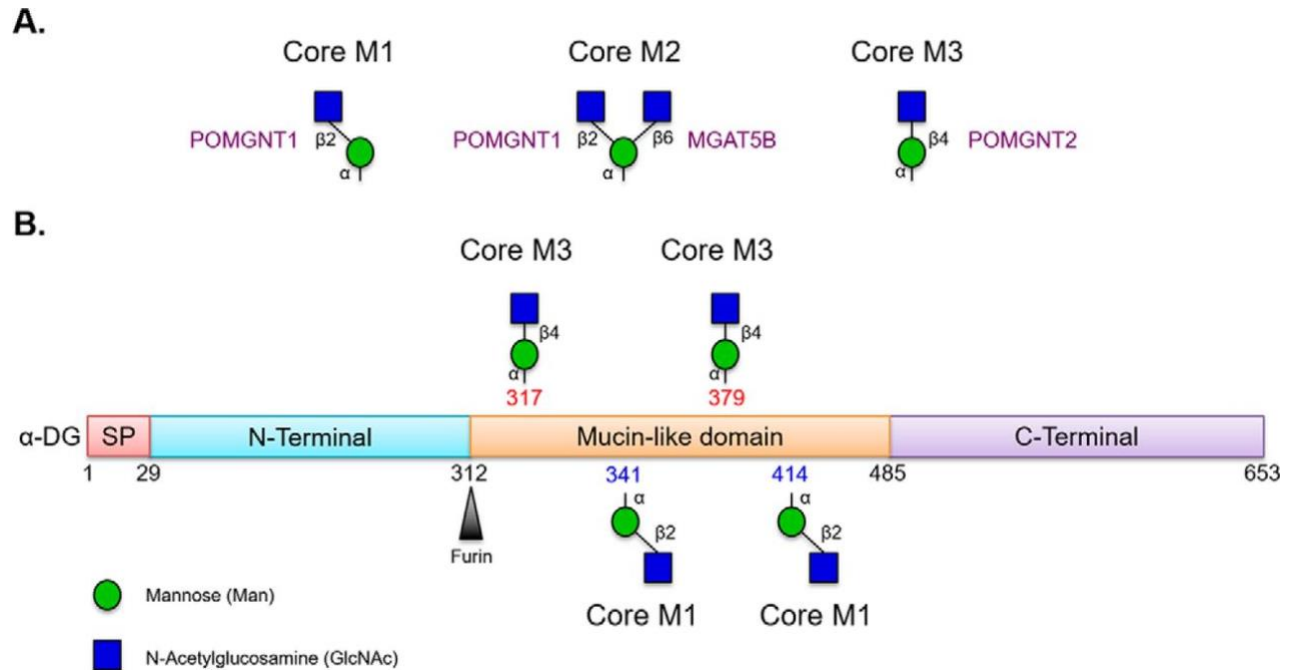 A.
Core M1 Core M2 Core M3
POMGNT1 β2 α POMGNT1 β2 β6 MGAT5B α β4 POMGNT2 α
B.
Core M3 Core M3
β4 β4
α α
317 379
α-DG SP N-Terminal Mucin-like domain C-Terminal
1 29 312 341 414 485 653
α α
β2 β2
Furin
Core M1 Core M1
Mannose (Man)
N-Acetylglucosamine (GlcNAc)